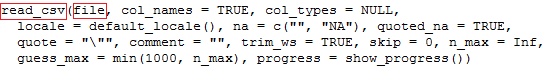 read_csv(file, col_names = TRUE, col_types = NULL,
locale = default_locale(), na = c("", "NA"), quoted_na = TRUE,
quote = "\"", comment = "", trim_ws = TRUE, skip = 0, n_max = Inf,
guess_max = min(1000, n_max), progress = show_progress())